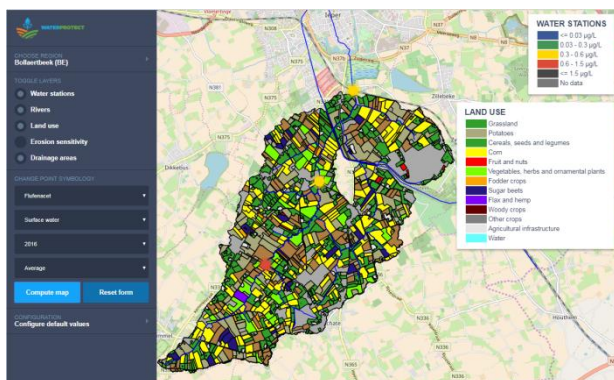 WATERPROTECT
CHOOSE REGION
Bollaertbeek (BE)
TOGGLE LAYERS
Water stations
Rivers
Land use
Erosion sensitivity
Drainage areas
CHANGE POINT SYMBOLOGY
Flufenacet
Surface water
2016
Average
Compute map
Reset form
CONFIGURATION
Configure default values
WATER STATIONS
<= 0.03 µg/L
0.03 - 0.3 µg/L
0.3 - 0.6 µg/L
0.6 - 1.5 µg/L
<= 1.5 µg/L
No data
LAND USE
Grassland
Potatoes
Cereals, seeds and legumes
Corn
Fruit and nuts
Vegetables, herbs and ornamental plants
Fodder crops
Sugar beets
Flax and hemp
Woody crops
Other crops
Agricultural infrastructure
Water
Ieper
Zillebeke
Dikkebus
N375
N375
N336
N336
N365